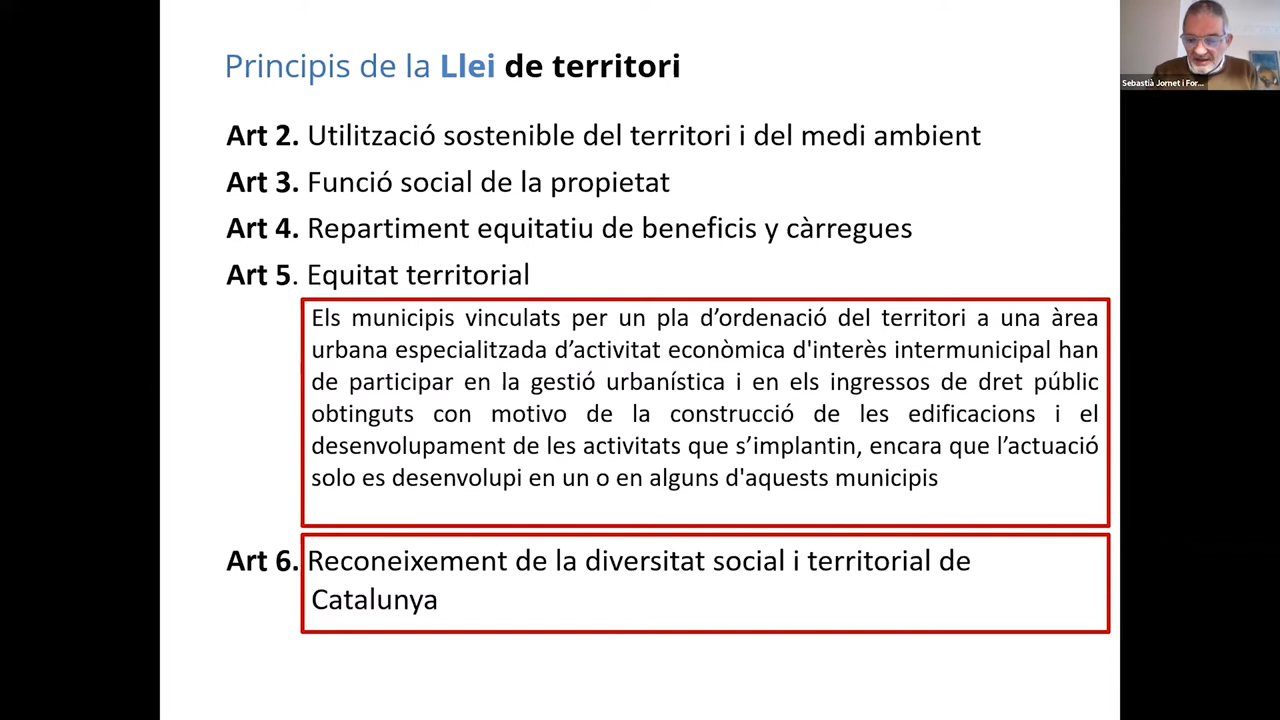 Principis de la Llei de territori
Sebastià Jornet i For...
Art 2. Utilització sostenible del territori i del medi ambient
Art 3. Funció social de la propietat
Art 4. Repartiment equitatiu de beneficis y càrregues
Art 5. Equitat territorial
Els municipis vinculats per un pla d’ordenació del territori a una àrea
urbana especialitzada d’activitat econòmica d'interès intermunicipal han
de participar en la gestió urbanística i en els ingressos de dret públic
obtinguts con motivo de la construcció de les edificacions i el
desenvolupament de les activitats que s’implantin, encara que l’actuació
solo es desenvolupi en un o en alguns d'aquests municipis
Art 6. Reconeixement de la diversitat social i territorial de
Catalunya